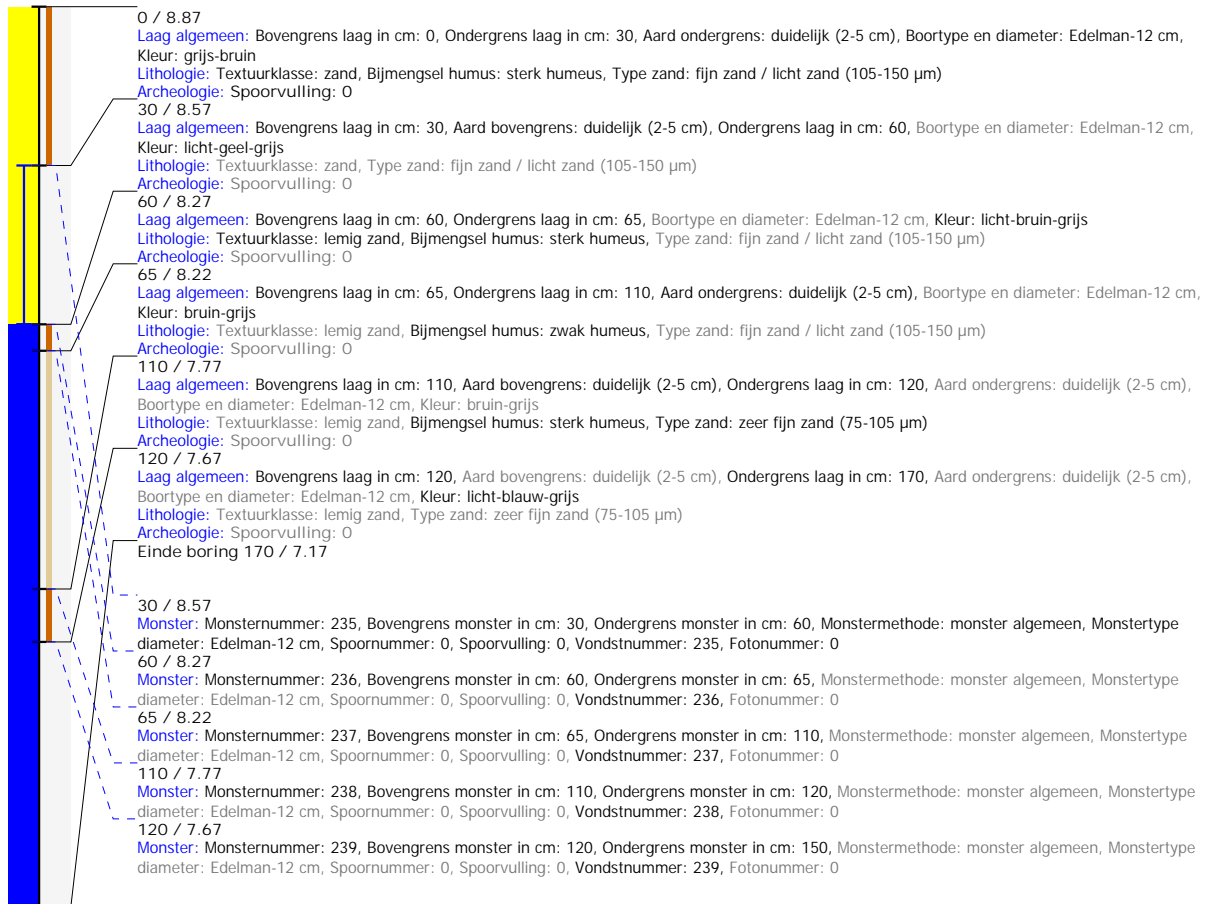 0 / 8.87
Laag algemeen: Bovengrens laag in cm: 0, Ondergrens laag in cm: 30, Aard ondergrens: duidelijk (2-5 cm), Boortype en diameter: Edelman-12 cm,
Kleur: grijs-bruin
Lithologie: Textuurklasse: zand, Bijmengsel humus: sterk humeus, Type zand: fijn zand / licht zand (105-150 µm)
Archeologie: Spoorvulling: 0
30 / 8.57
Laag algemeen: Bovengrens laag in cm: 30, Aard bovengrens: duidelijk (2-5 cm), Ondergrens laag in cm: 60, Boortype en diameter: Edelman-12 cm,
Kleur: licht-geel-grijs
Lithologie: Textuurklasse: zand, Type zand: fijn zand / licht zand (105-150 µm)
Archeologie: Spoorvulling: 0
60 / 8.27
Laag algemeen: Bovengrens laag in cm: 60, Ondergrens laag in cm: 65, Boortype en diameter: Edelman-12 cm, Kleur: licht-bruin-grijs
Lithologie: Textuurklasse: lemig zand, Bijmengsel humus: sterk humeus, Type zand: fijn zand / licht zand (105-150 µm)
Archeologie: Spoorvulling: 0
65 / 8.22
Laag algemeen: Bovengrens laag in cm: 65, Ondergrens laag in cm: 110, Aard ondergrens: duidelijk (2-5 cm), Boortype en diameter: Edelman-12 cm,
Kleur: bruin-grijs
Lithologie: Textuurklasse: lemig zand, Bijmengsel humus: zwak humeus, Type zand: fijn zand / licht zand (105-150 µm)
Archeologie: Spoorvulling: 0
110 / 7.77
Laag algemeen: Bovengrens laag in cm: 110, Aard bovengrens: duidelijk (2-5 cm), Ondergrens laag in cm: 120, Aard ondergrens: duidelijk (2-5 cm),
Boortype en diameter: Edelman-12 cm, Kleur: bruin-grijs
Lithologie: Textuurklasse: lemig zand, Bijmengsel humus: sterk humeus, Type zand: zeer fijn zand (75-105 µm)
Archeologie: Spoorvulling: 0
120 / 7.67
Laag algemeen: Bovengrens laag in cm: 120, Aard bovengrens: duidelijk (2-5 cm), Ondergrens laag in cm: 170, Aard ondergrens: duidelijk (2-5 cm),
Boortype en diameter: Edelman-12 cm, Kleur: licht-blauw-grijs
Lithologie: Textuurklasse: lemig zand, Type zand: zeer fijn zand (75-105 µm)
Archeologie: Spoorvulling: 0
Einde boring 170 / 7.17
30 / 8.57
Monster: Monsternummer: 235, Bovengrens monster in cm: 30, Ondergrens monster in cm: 60, Monstermethode: monster algemeen, Monstertype
diameter: Edelman-12 cm, Spoornummer: 0, Spoorvulling: 0, Vondstnummer: 235, Fotonummer: 0
60 / 8.27
Monster: Monsternummer: 236, Bovengrens monster in cm: 60, Ondergrens monster in cm: 65, Monstermethode: monster algemeen, Monstertype
diameter: Edelman-12 cm, Spoornummer: 0, Spoorvulling: 0, Vondstnummer: 236, Fotonummer: 0
65 / 8.22
Monster: Monsternummer: 237, Bovengrens monster in cm: 65, Ondergrens monster in cm: 110, Monstermethode: monster algemeen, Monstertype
diameter: Edelman-12 cm, Spoornummer: 0, Spoorvulling: 0, Vondstnummer: 237, Fotonummer: 0
110 / 7.77
Monster: Monsternummer: 238, Bovengrens monster in cm: 110, Ondergrens monster in cm: 120, Monstermethode: monster algemeen, Monstertype
diameter: Edelman-12 cm, Spoornummer: 0, Spoorvulling: 0, Vondstnummer: 238, Fotonummer: 0
120 / 7.67
Monster: Monsternummer: 239, Bovengrens monster in cm: 120, Ondergrens monster in cm: 150, Monstermethode: monster algemeen, Monstertype
diameter: Edelman-12 cm, Spoornummer: 0, Spoorvulling: 0, Vondstnummer: 239, Fotonummer: 0